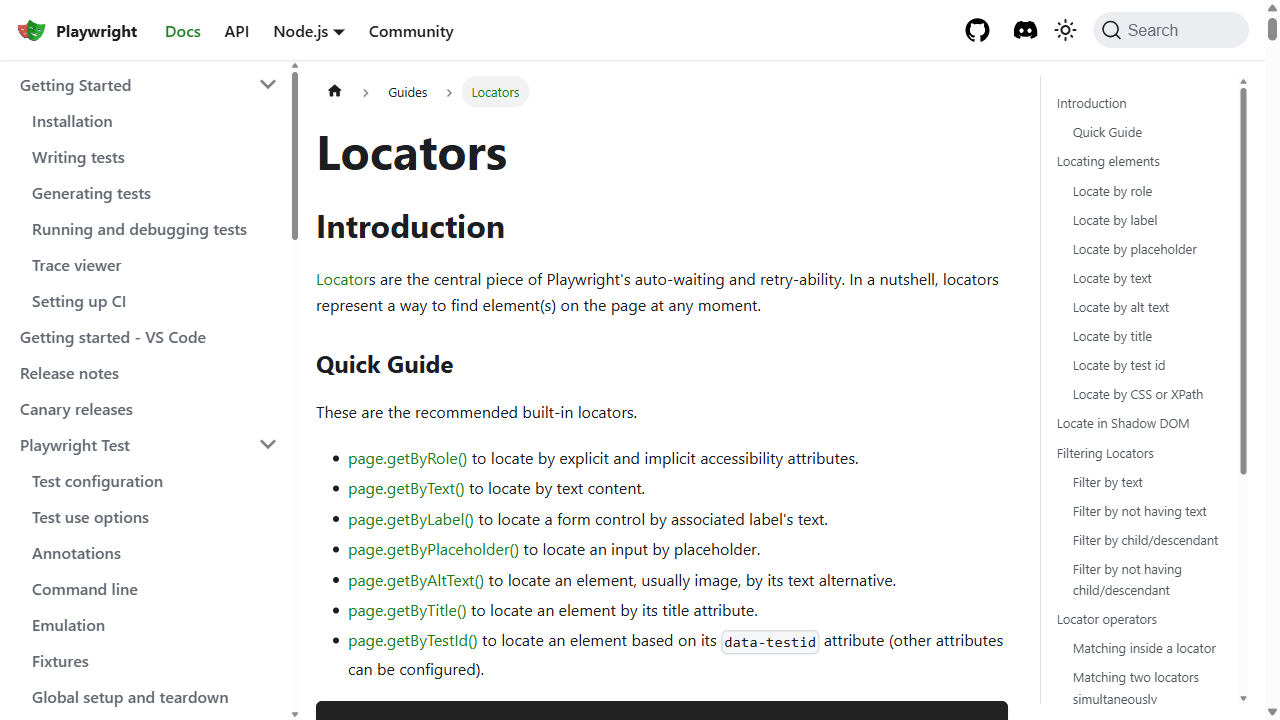 Playwright
Docs
API
Node.js
Community
Search
Getting Started
Installation
Writing tests
Generating tests
Running and debugging tests
Trace viewer
Setting up CI
Getting started - VS Code
Release notes
Canary releases
Playwright Test
Test configuration
Test use options
Annotations
Command line
Emulation
Fixtures
Global setup and teardown
Guides
Locators
Locators
Introduction
Locators are the central piece of Playwright's auto-waiting and retry-ability. In a nutshell, locators
represent a way to find element(s) on the page at any moment.
Quick Guide
These are the recommended built-in locators.
page.getByRole() to locate by explicit and implicit accessibility attributes.
page.getByText() to locate by text content.
page.getByLabel() to locate a form control by associated label's text.
page.getByPlaceholder() to locate an input by placeholder.
page.getByAltText() to locate an element, usually image, by its text alternative.
page.getByTitle() to locate an element by its title attribute.
page.getByTestId() to locate an element based on its data-testid attribute (other attributes
can be configured).
Introduction
Quick Guide
Locating elements
Locate by role
Locate by label
Locate by placeholder
Locate by text
Locate by alt text
Locate by title
Locate by test id
Locate by CSS or XPath
Locate in Shadow DOM
Filtering Locators
Filter by text
Filter by not having text
Filter by child/descendant
Filter by not having
child/descendant
Locator operators
Matching inside a locator
Matching two locators
simultaneously